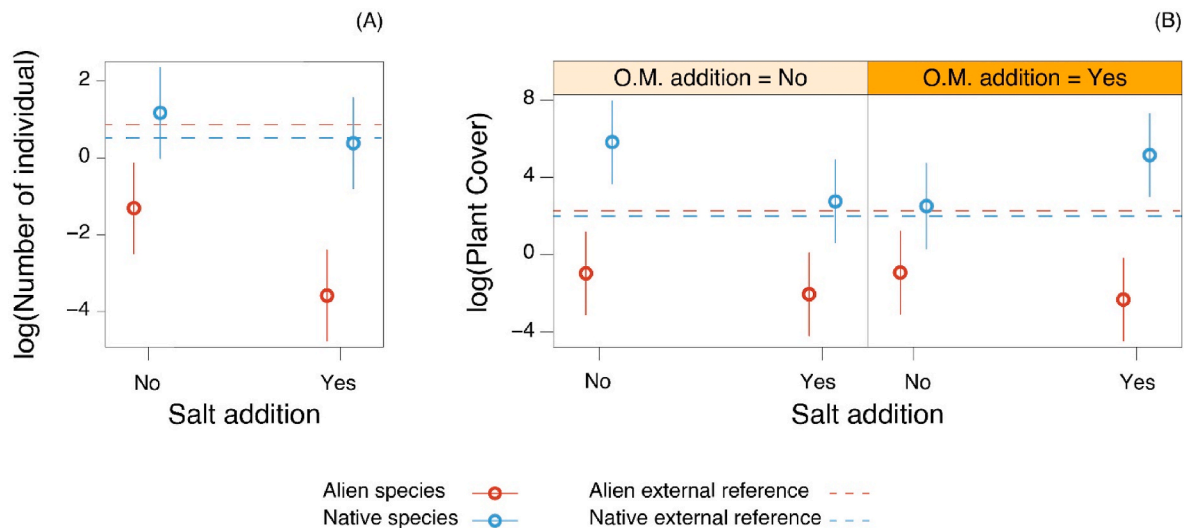 (A)
log(Number of individual)
2
0
−2
−4
No
Yes
Salt addition
(B)
O.M. addition = No
O.M. addition = Yes
log(Plant Cover)
8
4
0
−4
No
Yes
No
Yes
Salt addition
Alien species
Alien external reference
Native species
Native external reference